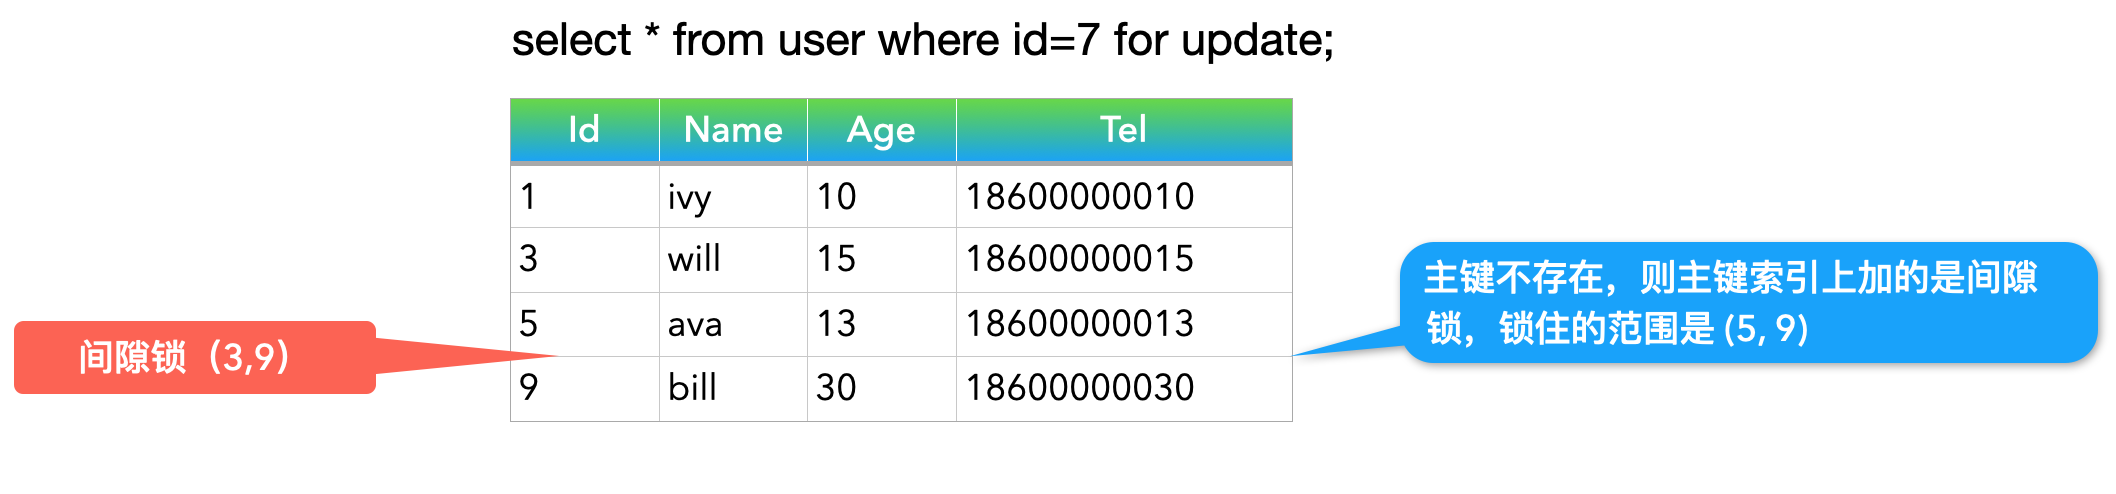 select * from user where id=7 for update;
Id Name Age Tel
1 ivy 10 18600000010
3 will 15 18600000015
5 ava 13 18600000013
9 bill 30 18600000030
间隙锁（3,9）
主键不存在，则主键索引上加的是间隙
锁，锁住的范围是 (5, 9)